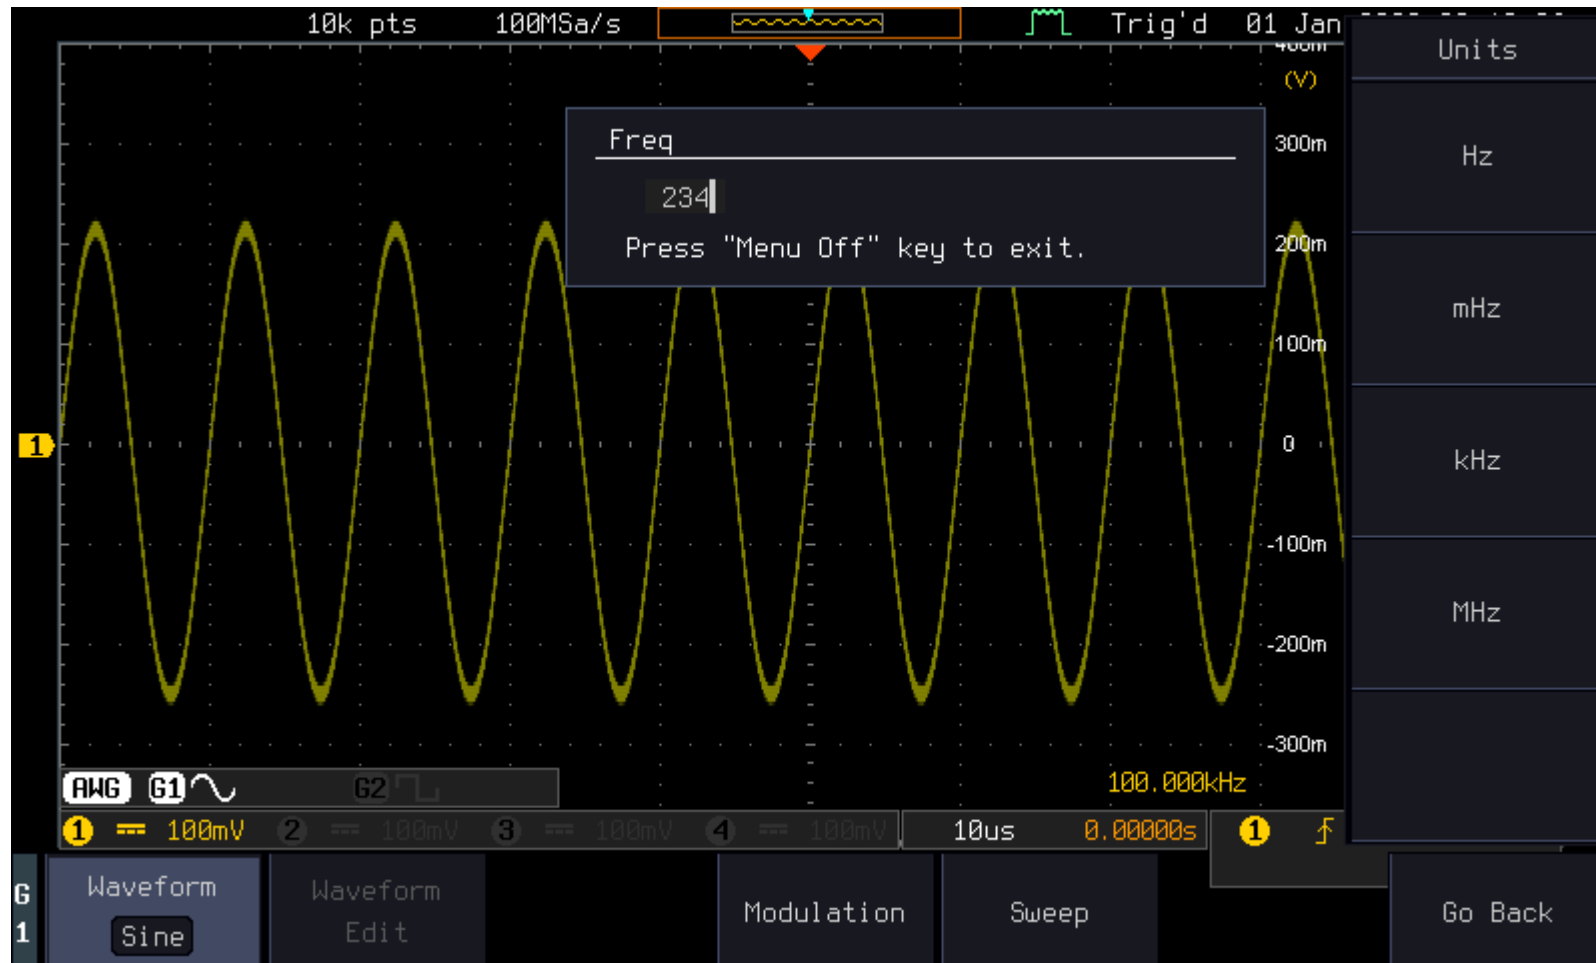 10k pts 100MSa/s Trig'd 01 Jan
Units
(V)
Freq
234
Press "Menu Off" key to exit.
300m
200m
100m
0
-100m
-200m
-300m
Hz
mHz
kHz
MHz
1
AWG G1 G2
100.000kHz
1 100mV 2 100mV 3 100mV 4 100mV 10us 0.00000s 1
G
1
Waveform
Sine
Waveform
Edit
Modulation
Sweep
Go Back